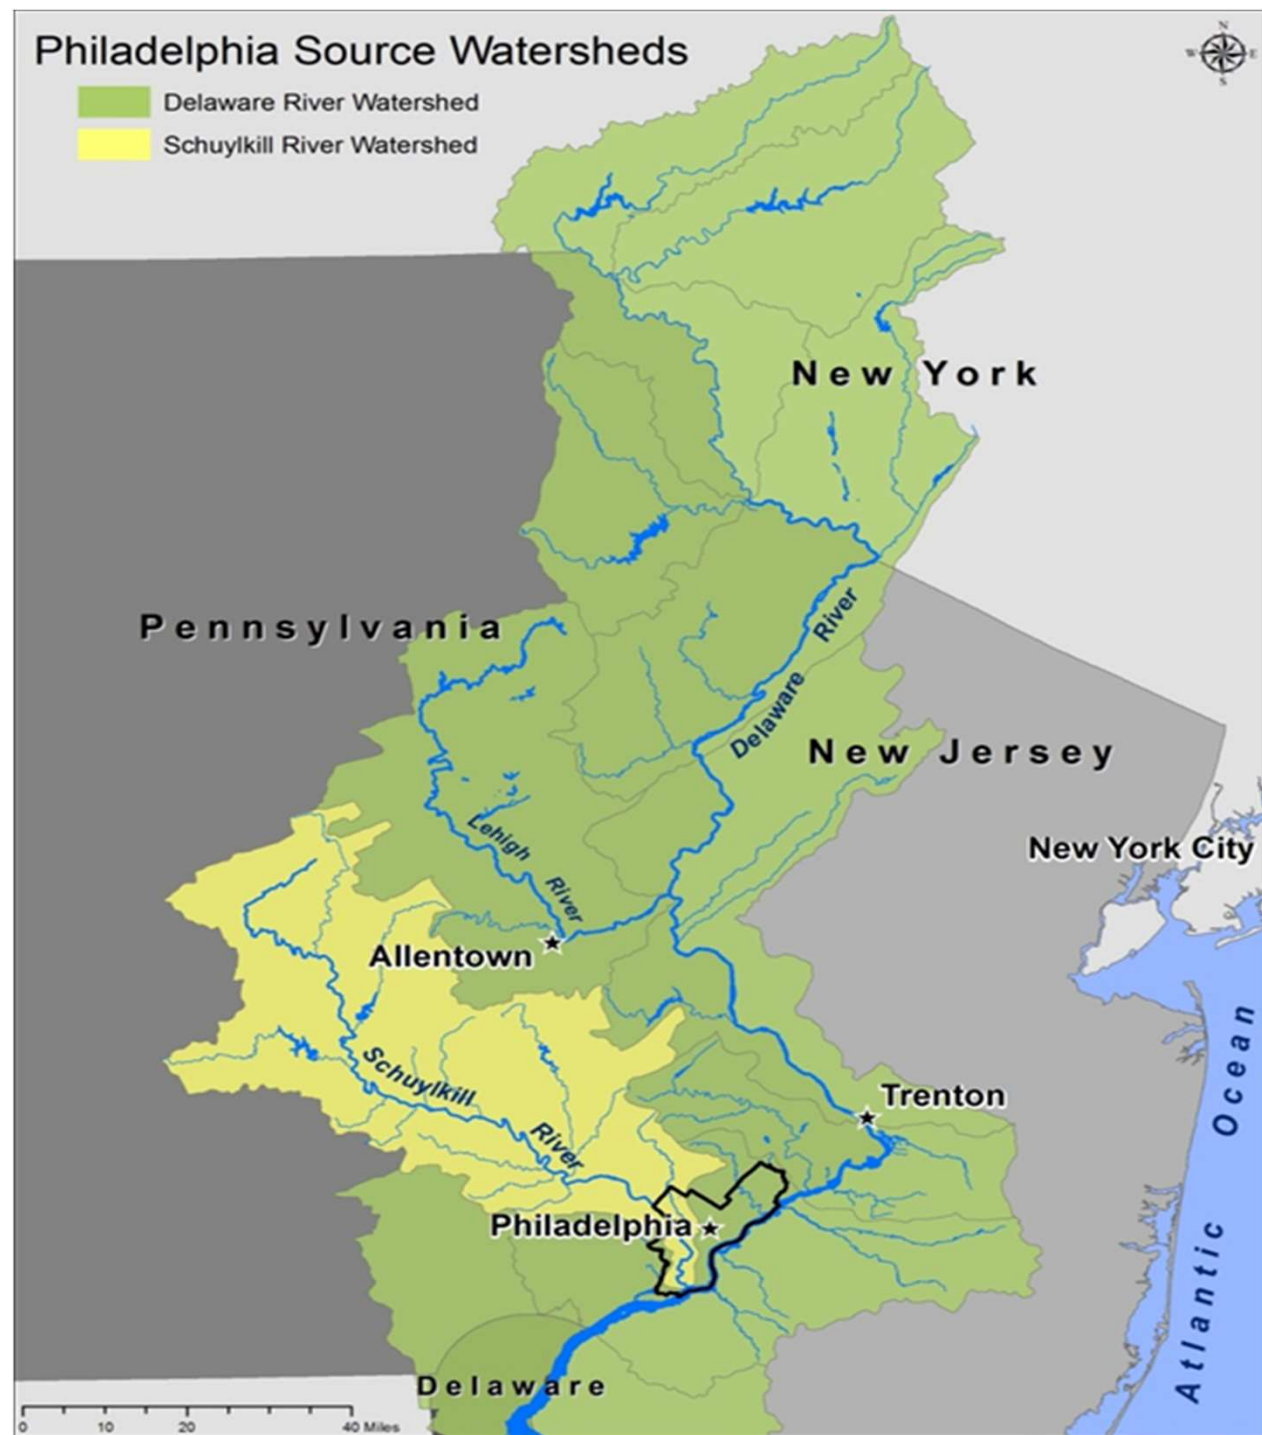 Philadelphia Source Watersheds
Delaware River Watershed
Schuylkill River Watershed
N
W E
S
New York
Pennsylvania
Delaware River
New Jersey
New York City
Lehigh River
Allentown
Schuylkill River
Trenton
Philadelphia
Atlantic Ocean
Delaware
0 10 20 40 Miles